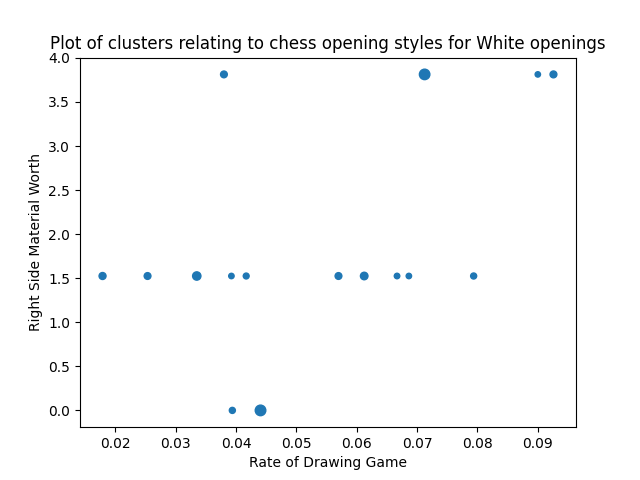 Plot of clusters relating to chess opening styles for White openings
4.0
3.5
3.0
2.5
2.0
1.5
1.0
0.5
0.0
Right Side Material Worth
0.02 0.03 0.04 0.05 0.06 0.07 0.08 0.09
Rate of Drawing Game